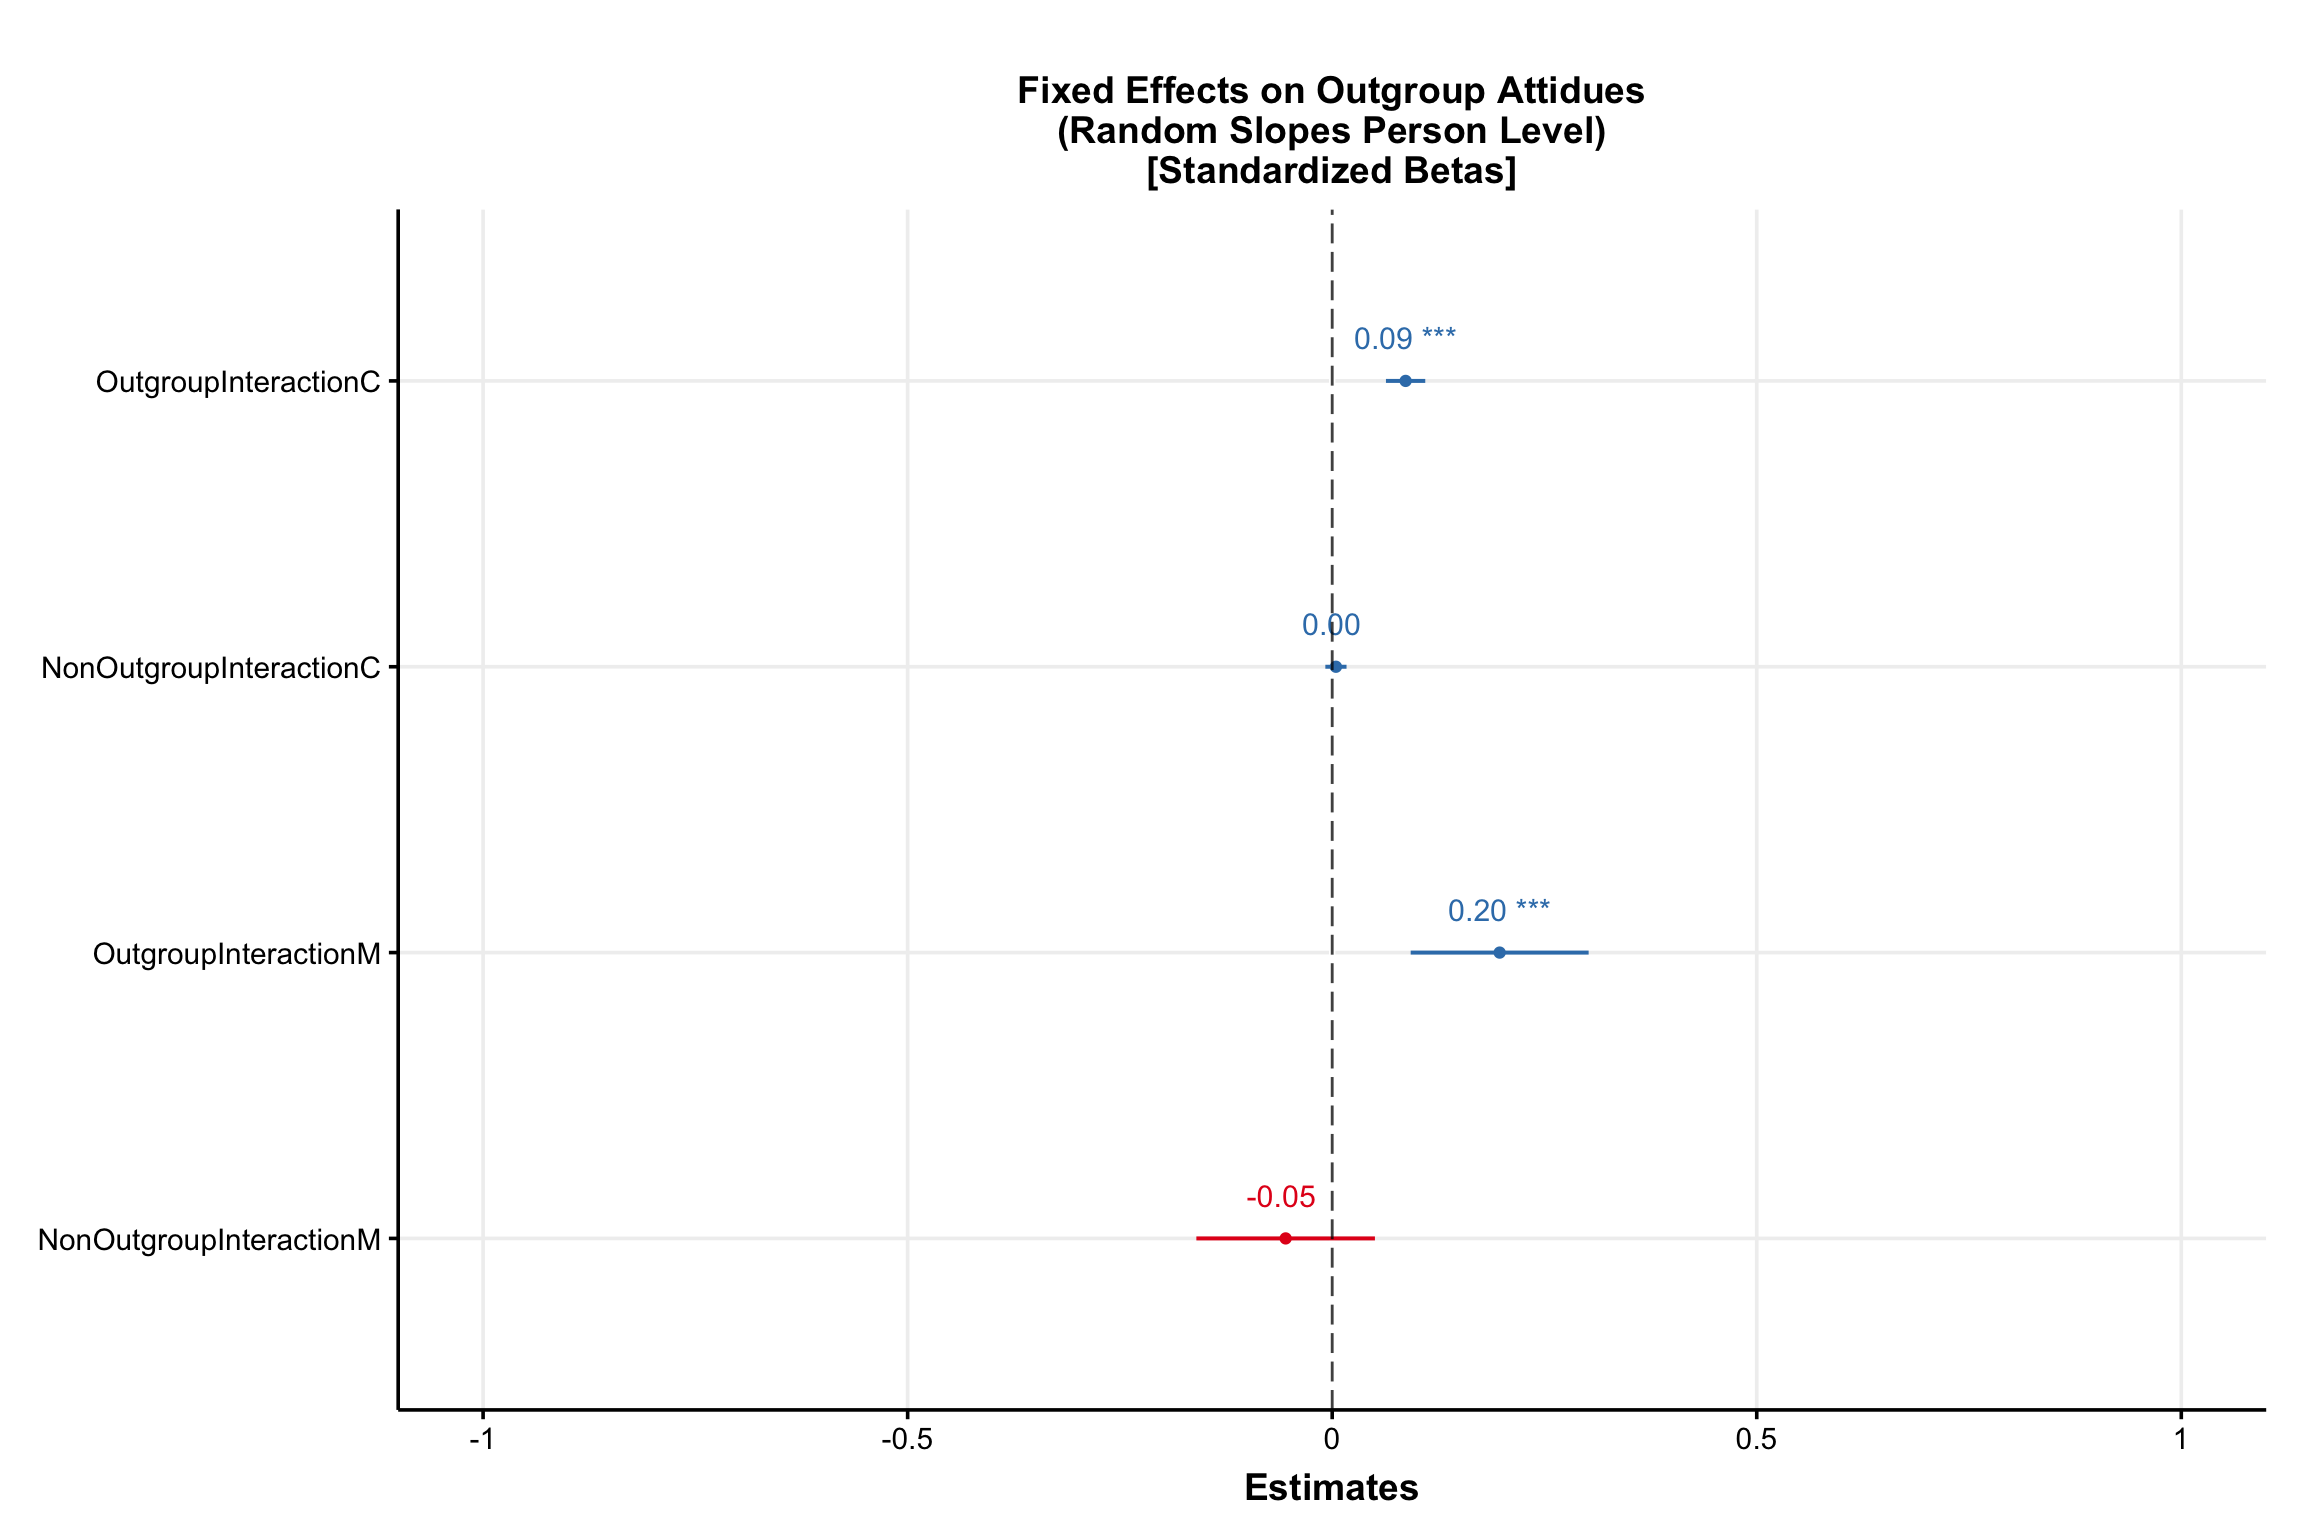 Fixed Effects on Outgroup Attidues
(Random Slopes Person Level)
[Standardized Betas]
OutgroupInteractionC
0.09 ***
NonOutgroupInteractionC
0.00
OutgroupInteractionM
0.20 ***
NonOutgroupInteractionM
-0.05
-1 -0.5 0 0.5 1
Estimates